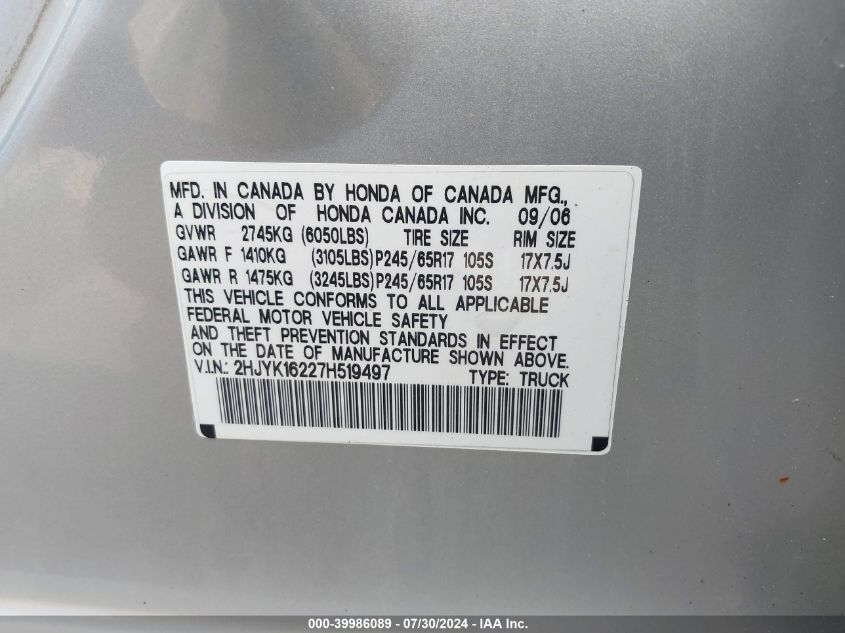 MFD. IN CANADA BY HONDA OF CANADA MFG.,
A DIVISION OF HONDA CANADA INC. 09/06
GVWR 2745KG (6050LBS) TIRE SIZE RIM SIZE
GAWR F 1410KG (3105LBS) P245/65R17 105S 17X7.5J
GAWR R 1475KG (3245LBS) P245/65R17 105S 17X7.5J
THIS VEHICLE CONFORMS TO ALL APPLICABLE
FEDERAL MOTOR VEHICLE SAFETY
AND THEFT PREVENTION STANDARDS IN EFFECT
ON THE DATE OF MANUFACTURE SHOWN ABOVE.
V.I.N.: 2HJYK16227H519497 TYPE: TRUCK
000-39986089 / 07/30/2024 - IAA Inc.